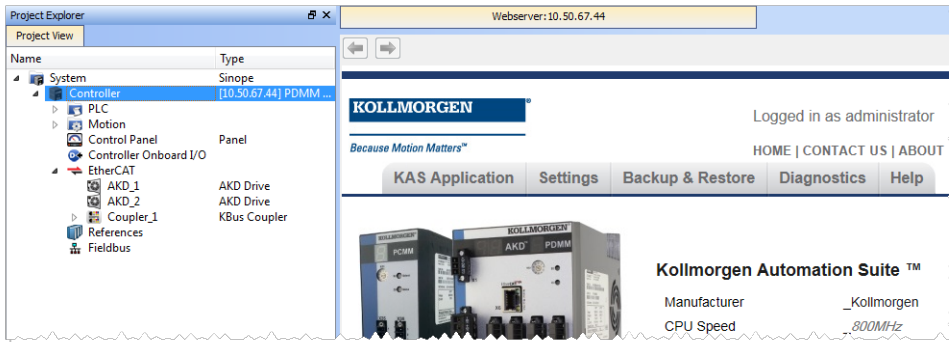 Project Explorer
Project View
Name Type
System Sinope
Controller [10.50.67.44] PDMM ...
PLC
Motion
Control Panel Panel
Controller Onboard I/O
EtherCAT
AKD_1 AKD Drive
AKD_2 AKD Drive
Coupler_1 KBus Coupler
References
Fieldbus
Webserver:10.50.67.44
KOLLMORGEN®
Because Motion Matters™
Logged in as administrator
HOME | CONTACT US | ABOUT
KAS Application Settings Backup & Restore Diagnostics Help
KOLLMORGEN
PCMM
KOLLMORGEN
AKD™ PDMM
Kollmorgen Automation Suite ™
Manufacturer _Kollmorgen
CPU Speed _800MHz